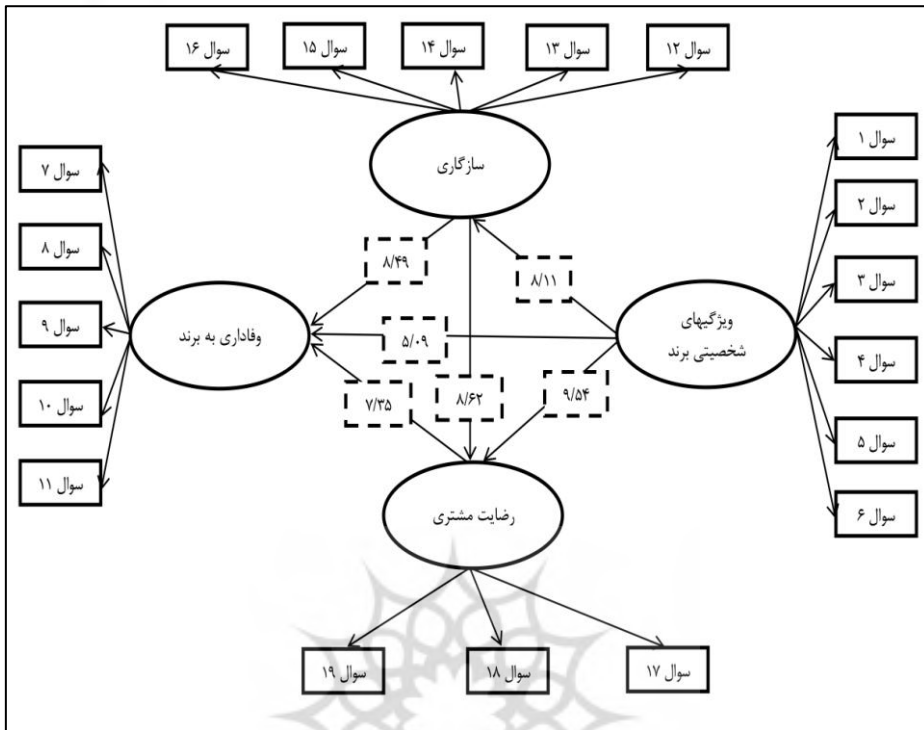 سوال ۱۲
سوال ۱۳
سوال ۱۴
سوال ۱۵
سوال ۱۶
سازگاری
سوال ۱
سوال ۲
سوال ۳
سوال ۴
سوال ۵
سوال ۶
ویژگیهای
شخصیتی برند
۸/۱۱
۸/۴۹
۵/۰۹
۹/۵۴
۸/۶۲
۷/۳۵
وفاداری به برند
سوال ۷
سوال ۸
سوال ۹
سوال ۱۰
سوال ۱۱
رضایت مشتری
سوال ۱۷
سوال ۱۸
سوال ۱۹